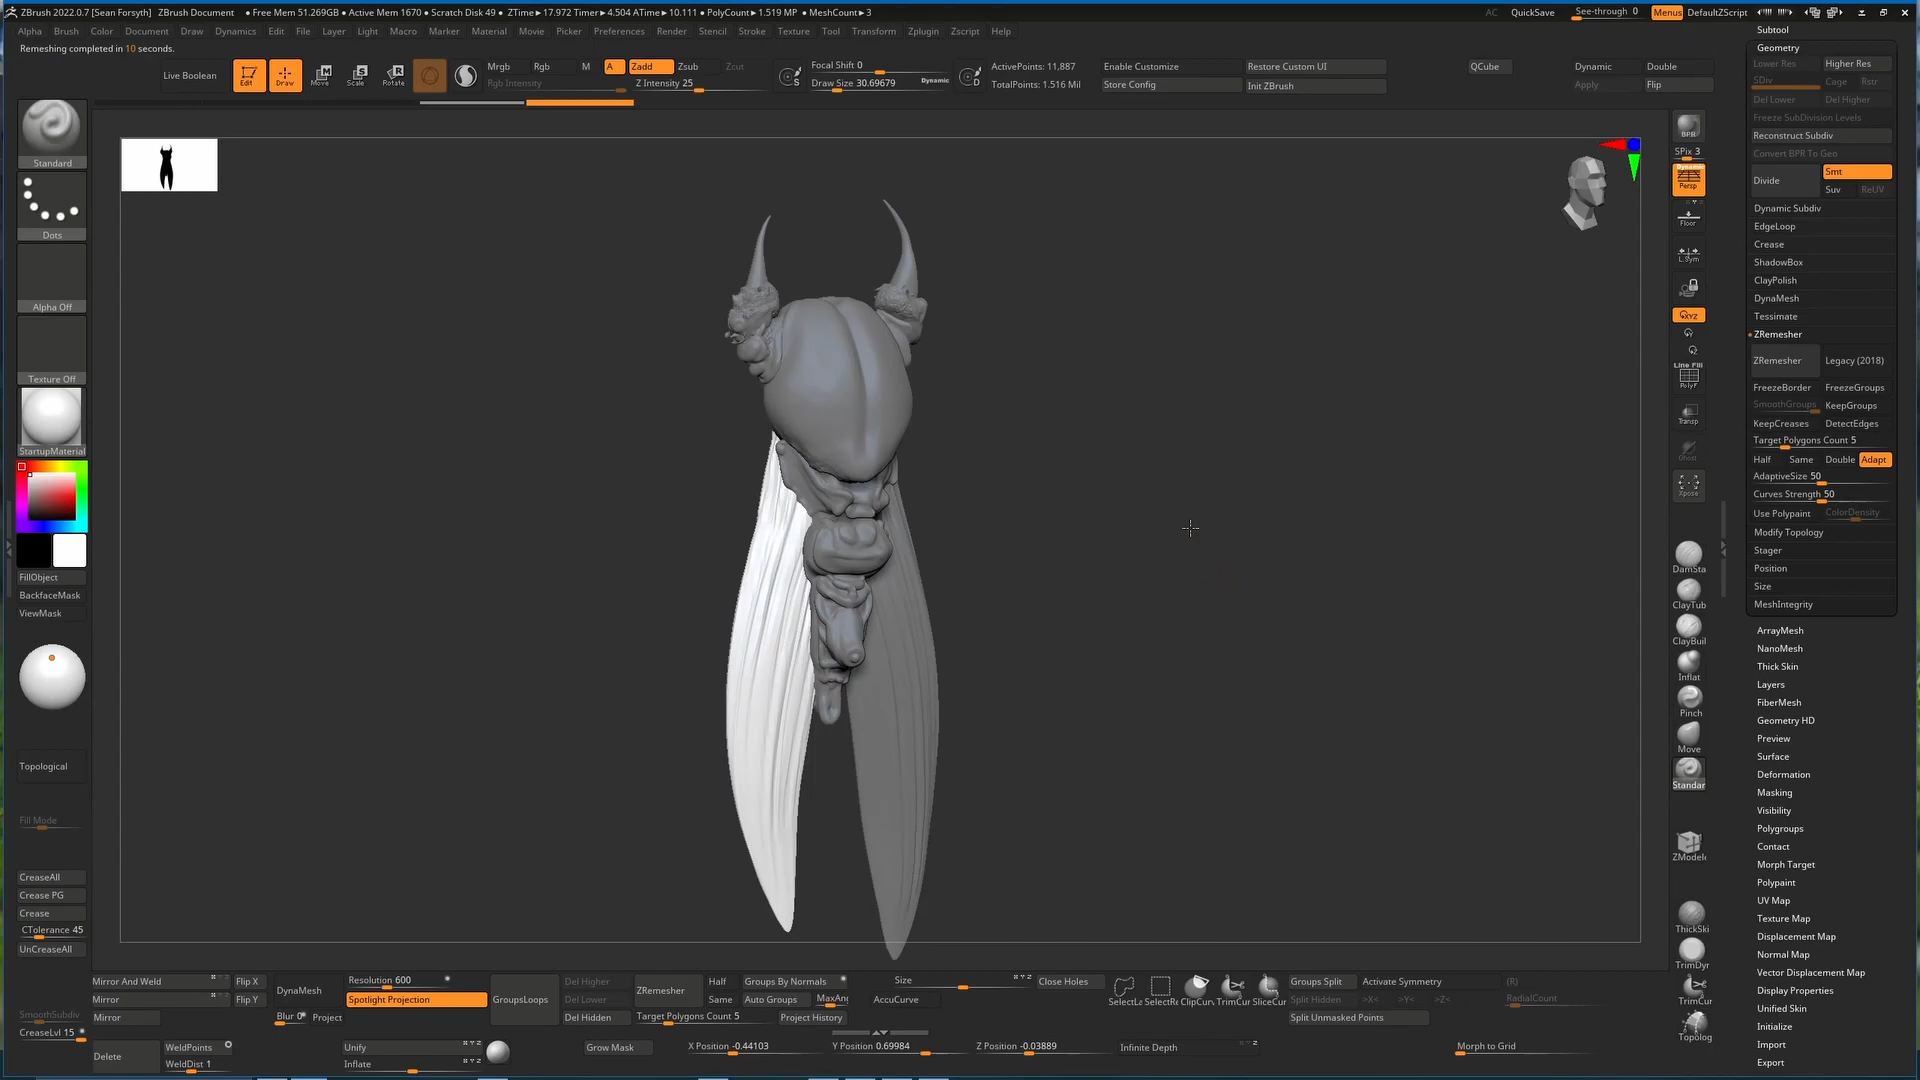 ZBrush 2022.0.7 [Sean Forsyth] ZBrush Document • Free Mem 51.269GB • Active Mem 1670 • Scratch Disk 49 • ZTime▶17.972 Timer▶4.504 ATime▶10.111 • PolyCount▶1.519 MP • MeshCount▶3
AC QuickSave See-through 0 Menus DefaultZScript
Alpha Brush Color Document Draw Dynamics Edit File Layer Light Macro Marker Material Movie Picker Preferences Render Stencil Stroke Texture Tool Transform Zplugin Zscript Help
Remeshing completed in 10 seconds.
Live Boolean
Edit Draw Move Scale Rotate
Mrgb Rgb M A Zadd Zsub Zcut
Rgb Intensity Z Intensity 25
Focal Shift 0
Draw Size 30.69679 Dynamic
S
D
ActivePoints: 11,887
TotalPoints: 1.516 Mil
Enable Customize Restore Custom UI
Store Config Init ZBrush
QCube
Dynamic Double
Apply Flip
Standard
Dots
Alpha Off
Texture Off
StartupMaterial
FillObject
BackfaceMask
ViewMask
Topological
Fill Mode
CreaseAll
Crease PG
Crease
CTolerance 45
UnCreaseAll
SmoothSubdiv
CreaseLvl 15
BPR
SPix 3
Dynamic
Persp
Floor
L.Sym
XYZ
Line Fill
PolyF
Transp
Ghost
Xpose
DamSta
ClayTub
ClayBuil
Inflat
Pinch
Move
Standar
ZModele
ThickSki
TrimDyr
TrimCur
Topolog
Subtool
Geometry
Lower Res Higher Res
SDiv Cage Rstr
Del Lower Del Higher
Freeze SubDivision Levels
Reconstruct Subdiv
Convert BPR To Geo
Divide Smt
Suv ReUV
Dynamic Subdiv
EdgeLoop
Crease
ShadowBox
ClayPolish
DynaMesh
Tessimate
ZRemesher
ZRemesher Legacy (2018)
FreezeBorder FreezeGroups
SmoothGroups KeepGroups
KeepCreases DetectEdges
Target Polygons Count 5
Half Same Double Adapt
AdaptiveSize 50
Curves Strength 50
Use Polypaint ColorDensity
Modify Topology
Stager
Position
Size
MeshIntegrity
ArrayMesh
NanoMesh
Thick Skin
Layers
FiberMesh
Geometry HD
Preview
Surface
Deformation
Masking
Visibility
Polygroups
Contact
Morph Target
Polypaint
UV Map
Texture Map
Displacement Map
Normal Map
Vector Displacement Map
Display Properties
Unified Skin
Initialize
Import
Export
Mirror And Weld Flip X
Mirror Flip Y
Mirror
DynaMesh
Resolution 600
Spotlight Projection
Blur 0 Project
GroupsLoops
Del Higher
Del Lower
Del Hidden
ZRemesher
Half
Same
Target Polygons Count 5
Groups By Normals
Auto Groups MaxAn
Project History
Size
AccuCurve
Close Holes
SelectLa SelectRe ClipCurv TrimCur SliceCur
Groups Split Activate Symmetry (R)
Split Hidden >X< >Y< >Z< RadialCount
Split Unmasked Points
Delete
WeldPoints
WeldDist 1
Unify
Inflate
Grow Mask
X Position -0.44103
Y Position 0.69984
Z Position -0.03889
Infinite Depth
Morph to Grid